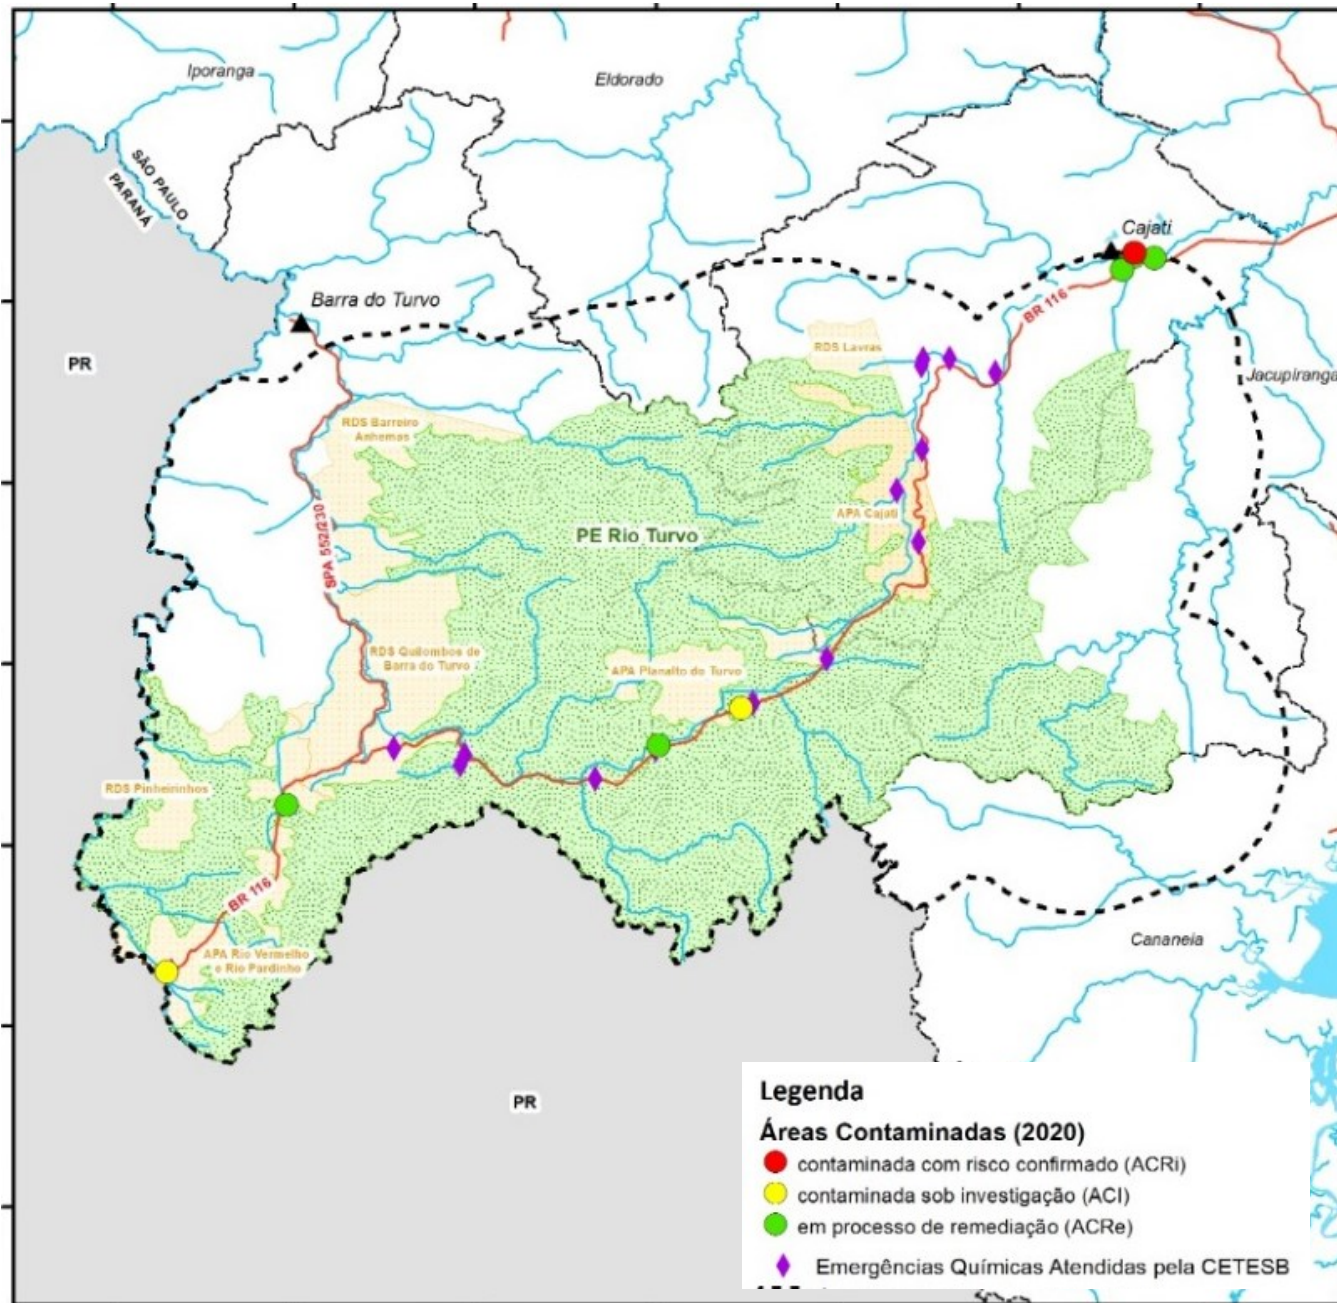 Iporanga
Eldorado
SÃO PAULO
PARANÁ
Cajati
Barra do Turvo
BR 116
RDS Lavras
PR
Jacupiranga
RDS Barreiro
Anhemas
APA Cajati
SPA 552/230
PE Rio Turvo
RDS Quilombos de
Barra do Turvo
APA Planalto do Turvo
RDS Pinheirinhos
BR 116
APA Rio Vermelho
e Rio Pardinho
Cananeia
PR
Legenda
Áreas Contaminadas (2020)
contaminada com risco confirmado (ACRi)
contaminada sob investigação (ACI)
em processo de remediação (ACRe)
Emergências Químicas Atendidas pela CETESB